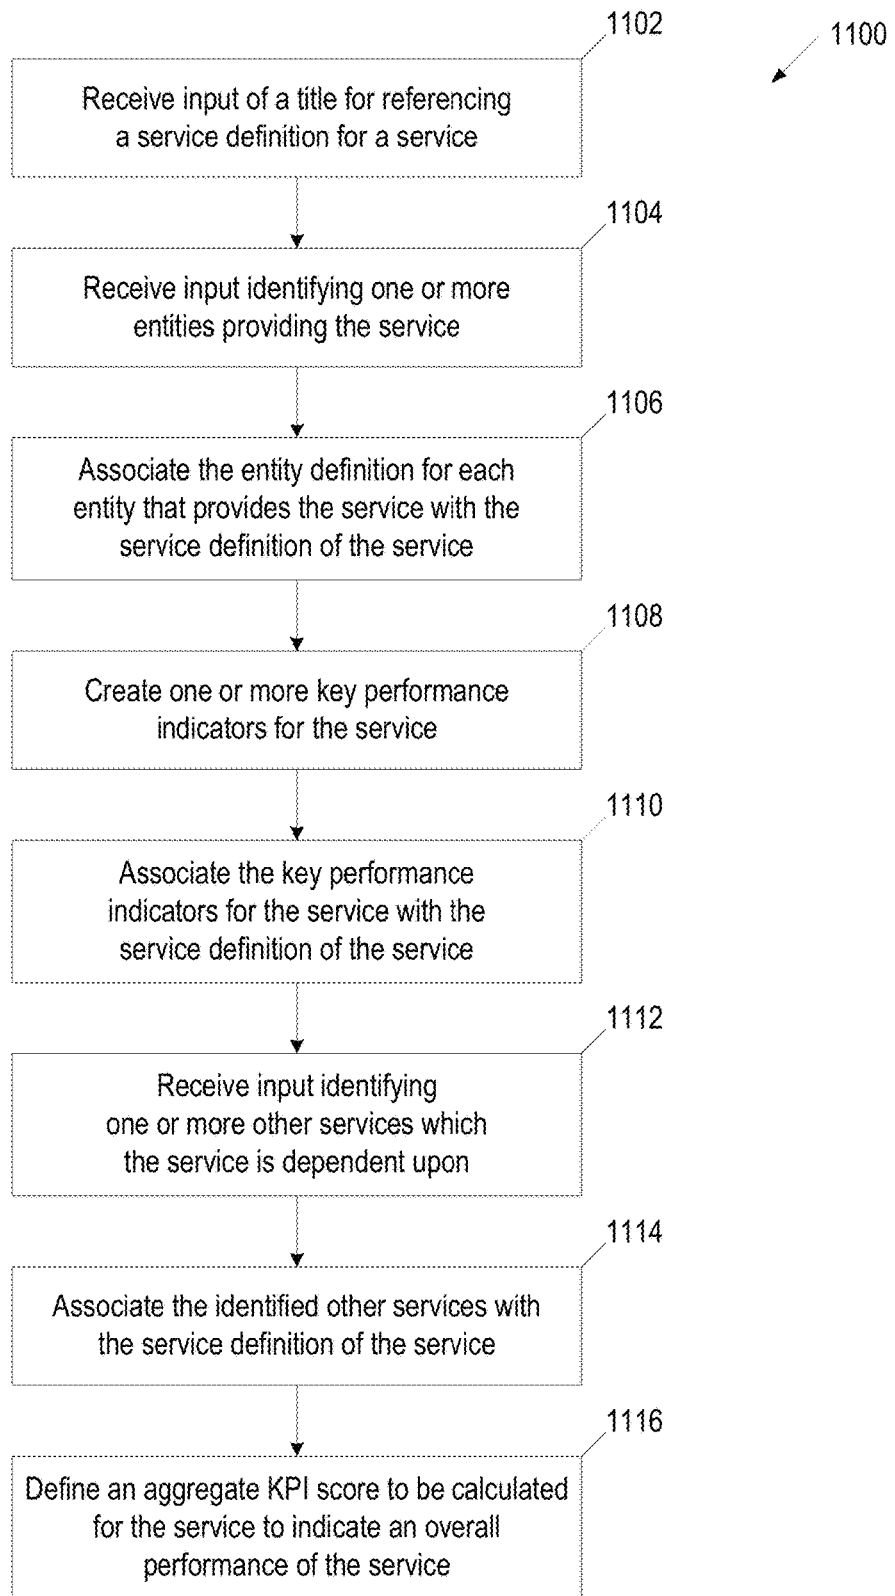 1102
1100
Receive input of a title for referencing
a service definition for a service
1104
Receive input identifying one or more
entities providing the service
1106
Associate the entity definition for each
entity that provides the service with the
service definition of the service
1108
Create one or more key performance
indicators for the service
1110
Associate the key performance
indicators for the service with the
service definition of the service
1112
Receive input identifying
one or more other services which
the service is dependent upon
1114
Associate the identified other services with
the service definition of the service
1116
Define an aggregate KPI score to be calculated
for the service to indicate an overall
performance of the service